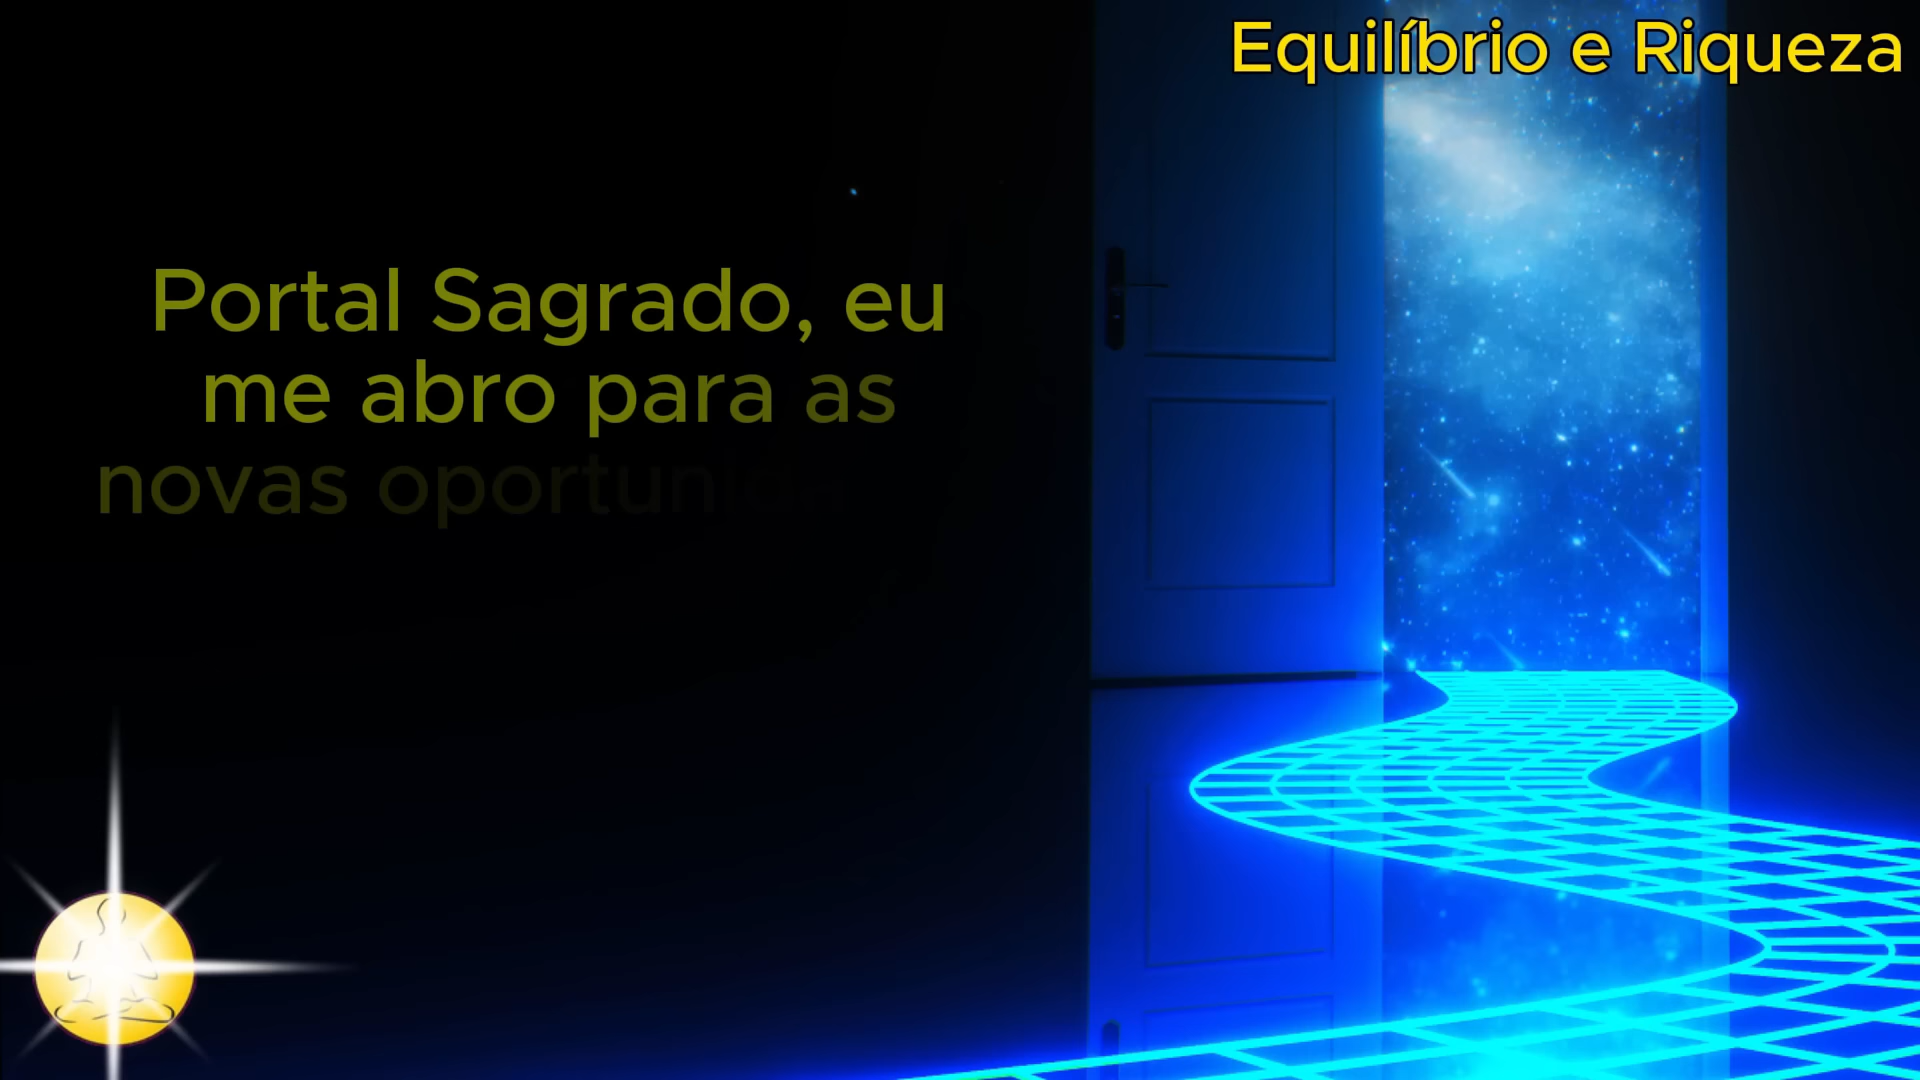 Equilíbrio e Riqueza
Portal Sagrado, eu
me abro para as
novas